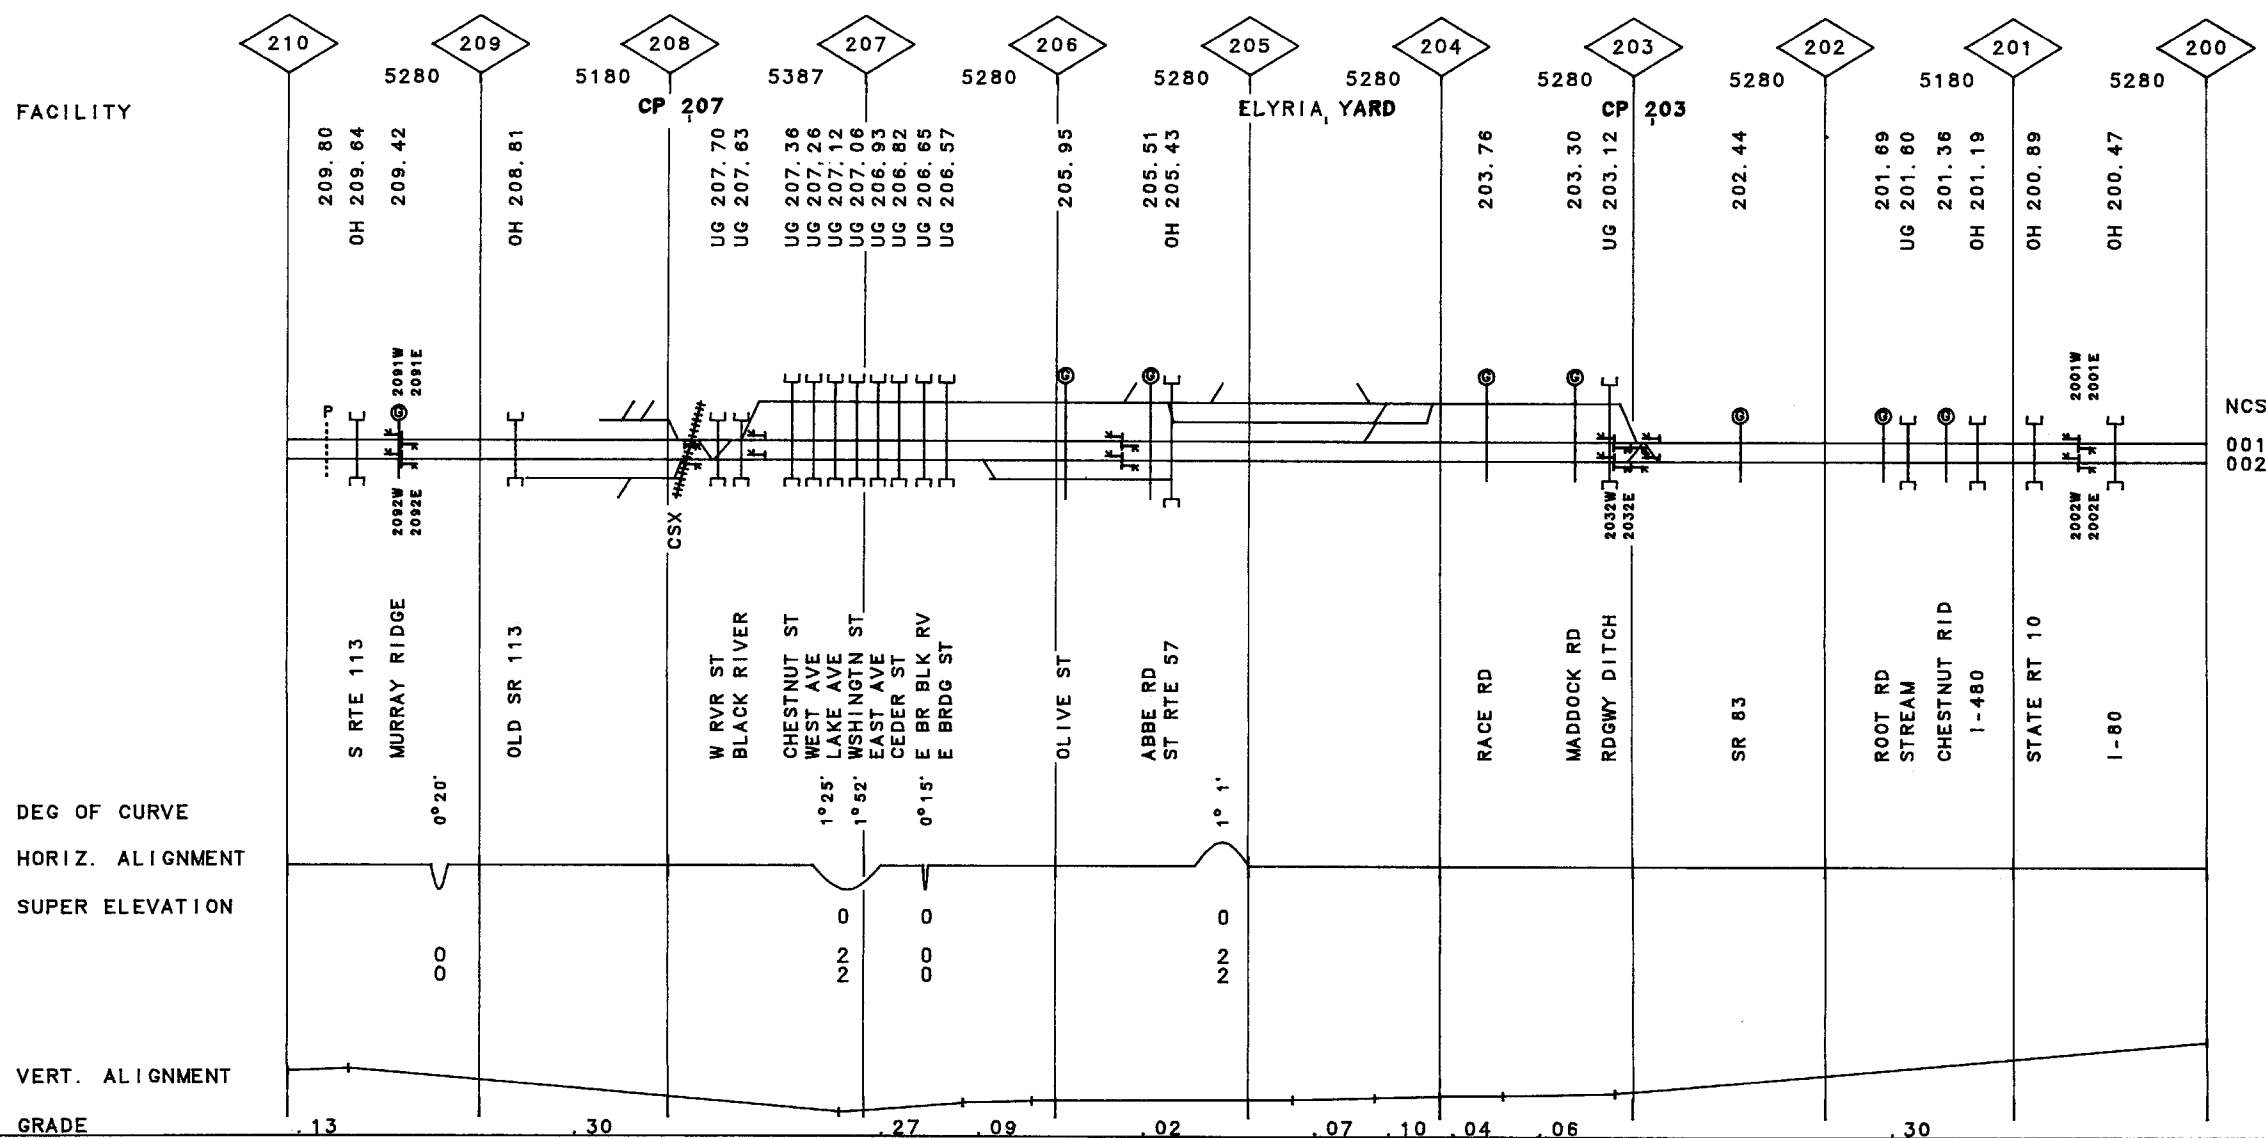 210 209 208 207 206 205 204 203 202 201 200
5280 5180 5387 5280 5280 5280 5280 5280 5180 5280
FACILITY
CP 207
ELYRIA YARD
CP 203
209.80
OH 209.64
209.42
OH 208.81
UG 207.70
UG 207.63
UG 207.36
UG 207.26
UG 207.12
UG 207.06
UG 206.93
UG 206.82
UG 206.65
UG 206.57
205.95
205.51
OH 205.43
203.76
203.30
UG 203.12
202.44
201.69
UG 201.60
201.36
OH 201.19
OH 200.89
OH 200.47
2091W
2091E
2001W
2001E
P
G
G
G
G
G
G
G
G
NCS
001
002
2092W
2092E
CSX
2032W
2032E
2002W
2002E
S RTE 113
MURRAY RIDGE
OLD SR 113
W RVR ST
BLACK RIVER
CHESTNUT ST
WEST AVE
LAKE AVE
WSHINGTN ST
EAST AVE
CEDER ST
E BR BLK RV
E BRDG ST
OLIVE ST
ABBE RD
ST RTE 57
RACE RD
MADDOCK RD
RDGWY DITCH
SR 83
ROOT RD
STREAM
CHESTNUT RID
I-480
STATE RT 10
I-80
DEG OF CURVE
0°20'
1°25'
1°52'
0°15'
1° 1'
HORIZ. ALIGNMENT
SUPER ELEVATION
0 0 0
0 2 0 2
0 2 0 2
VERT. ALIGNMENT
GRADE .13 .30 .27 .09 .02 .07 .10 .04 .06 .30